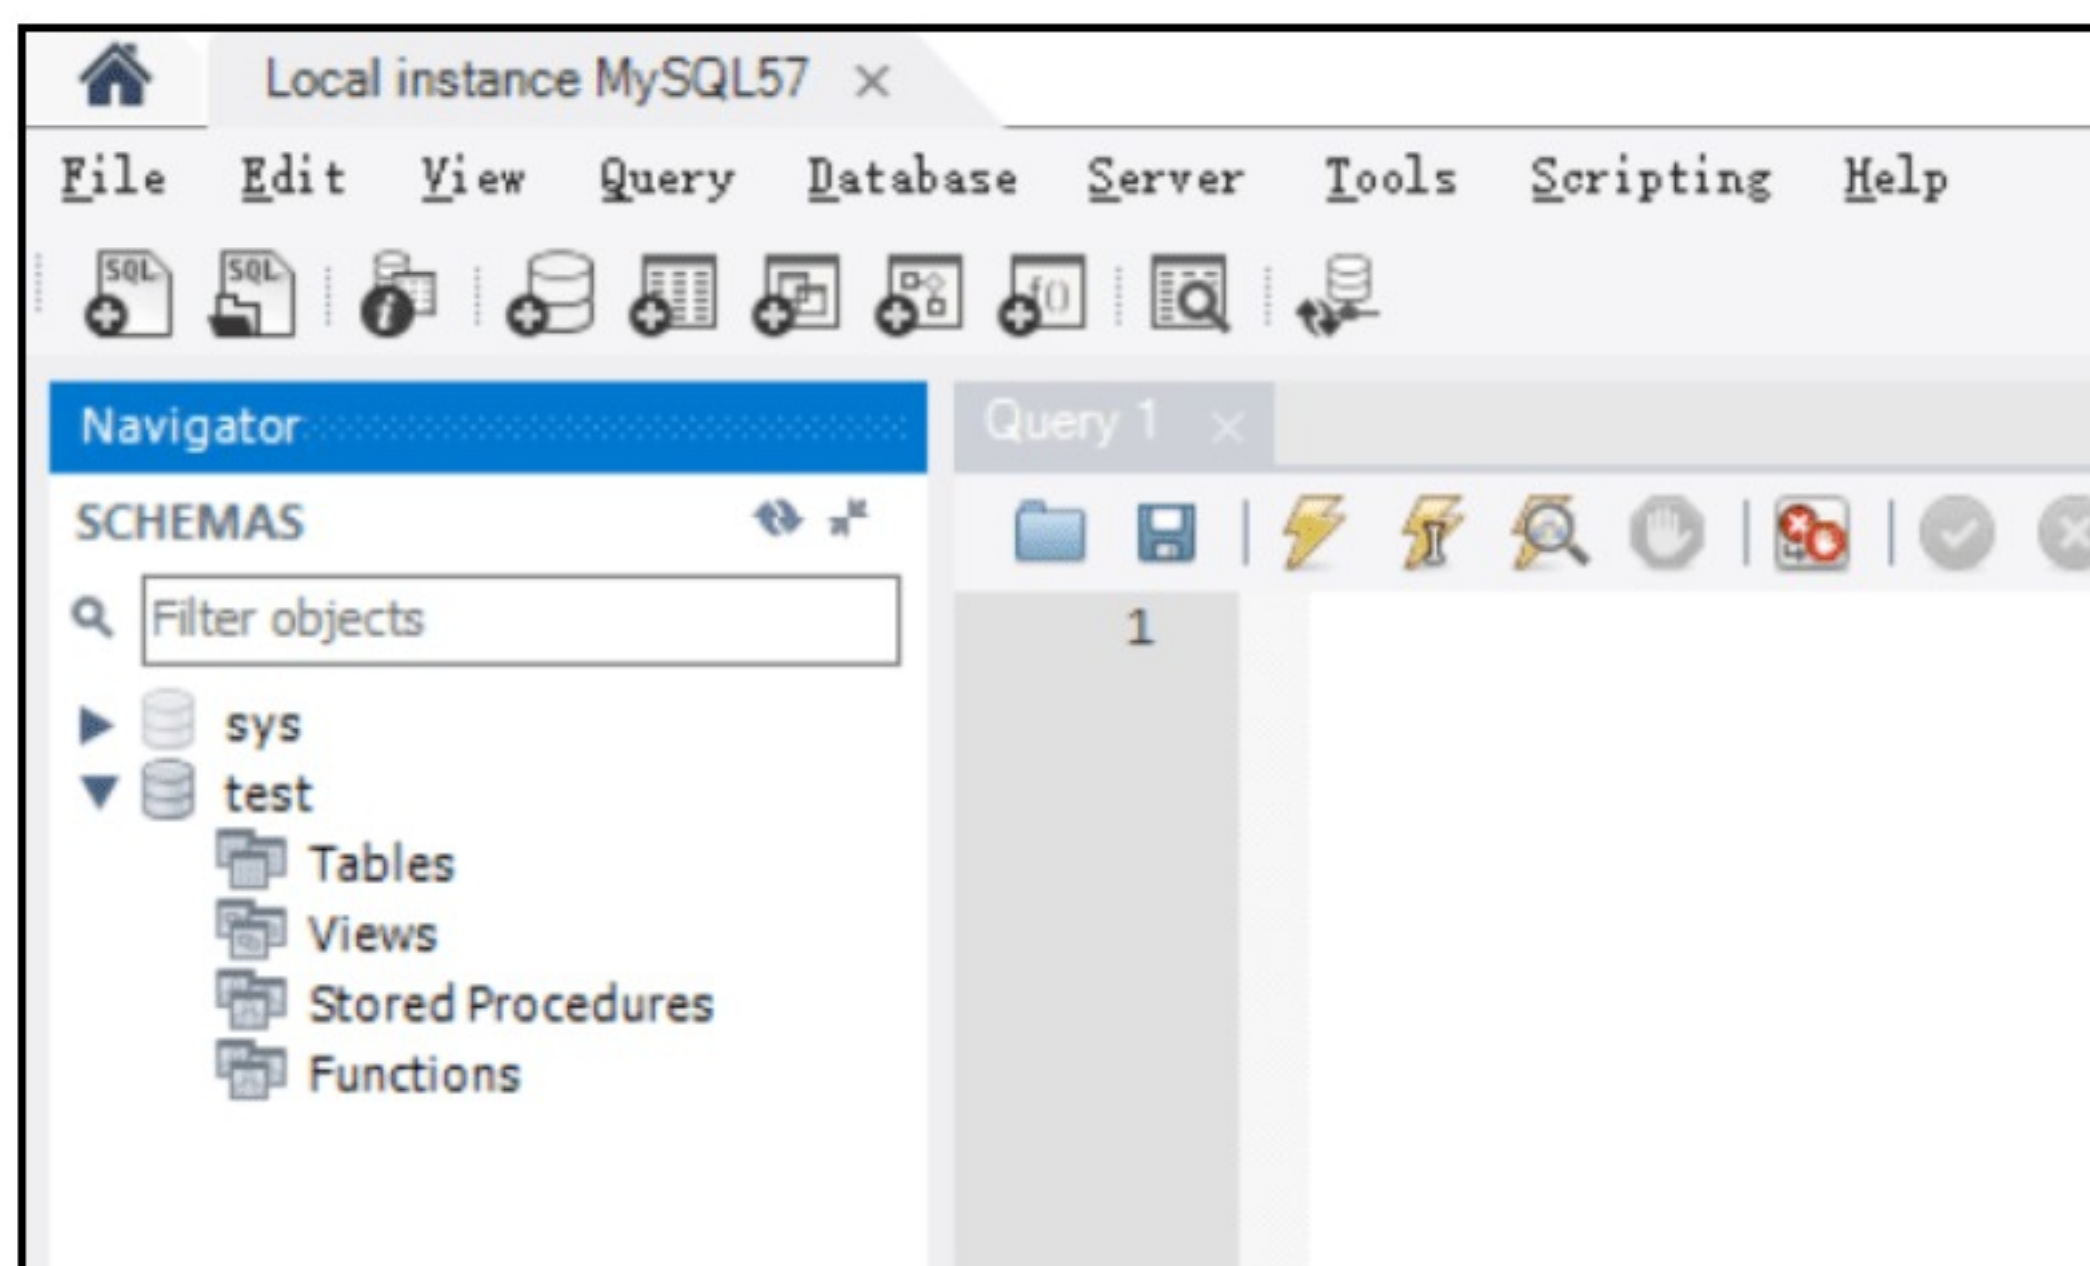 Local instance MySQL57
File Edit View Query Database Server Tools Scripting Help
SQL SQL f()
Navigator
Query 1
SCHEMAS
Filter objects
1
sys
test
Tables
Views
Stored Procedures
Functions